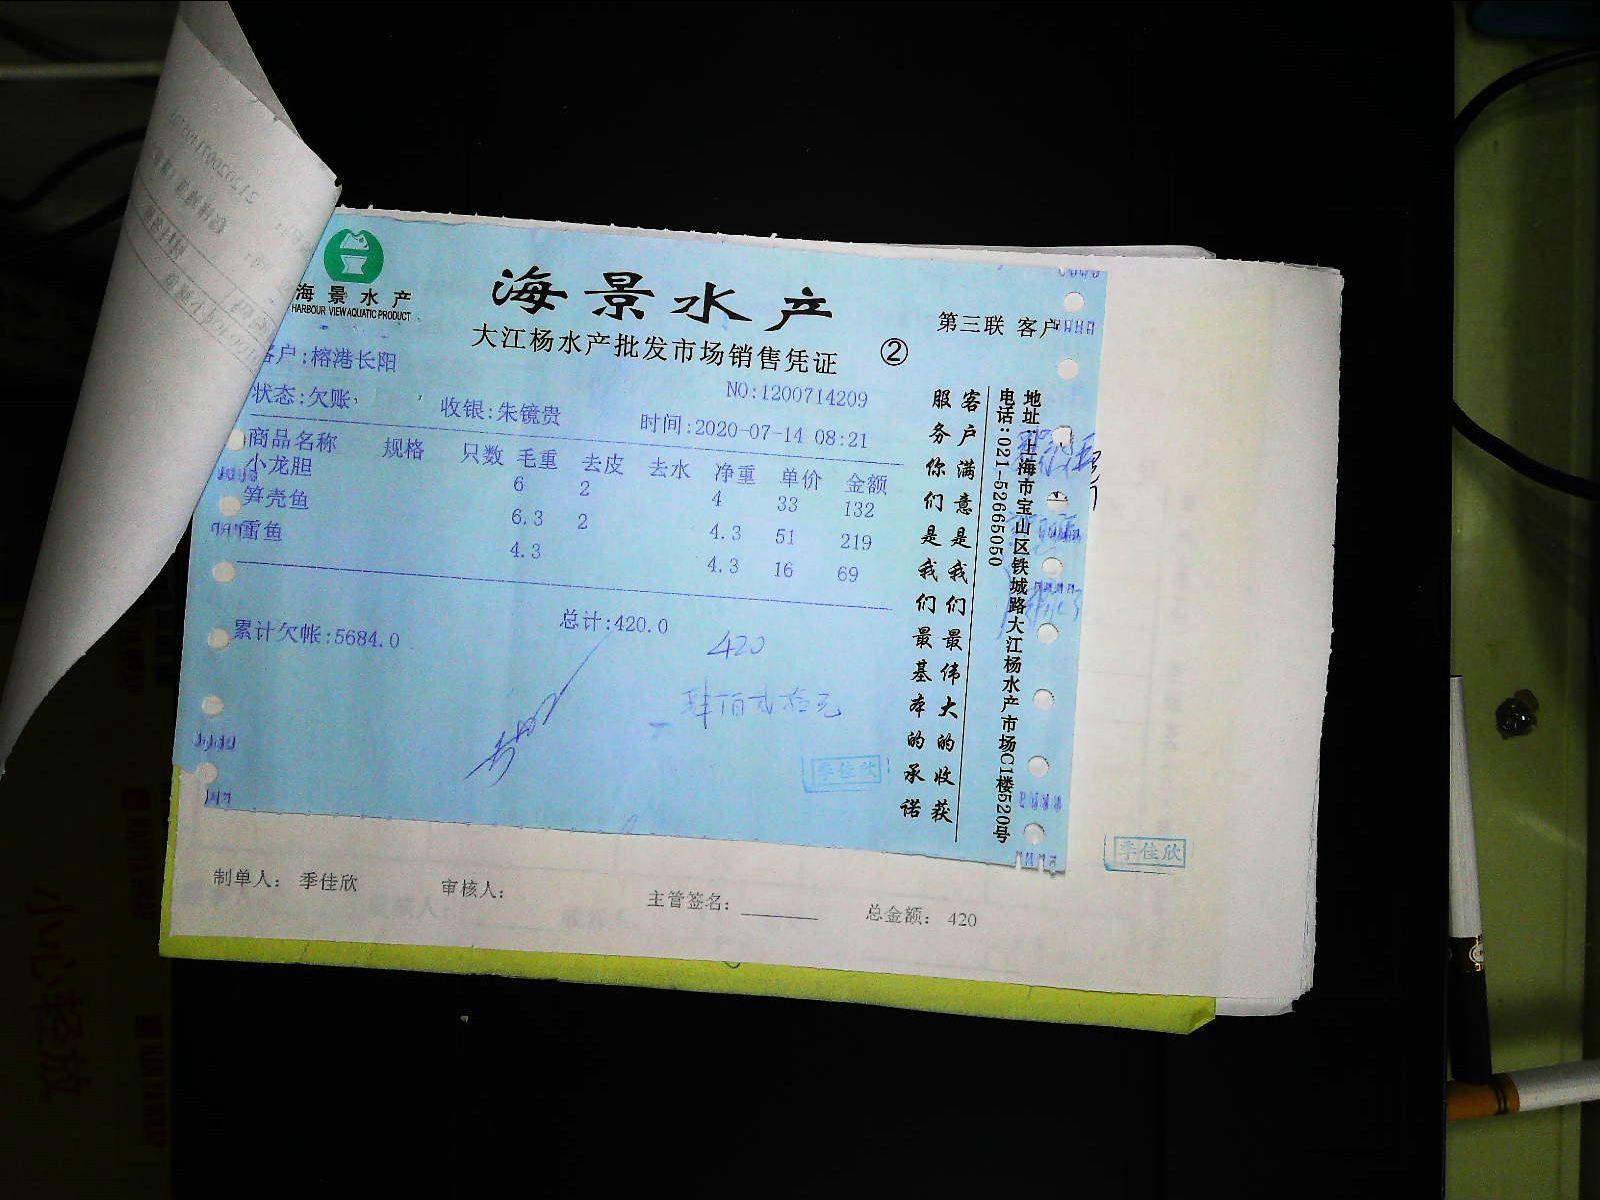 海景水产
HARBOUR VIEW AQUATIC PRODUCT
海景水产
大江杨水产批发市场销售凭证
②
第三联 客户
客户:榕港长阳
NO:1200714209
状态:欠账
收银:朱镜贵
时间:2020-07-14 08:21
商品名称 规格 只数 毛重 去皮 去水 净重 单价 金额
小龙胆 6 2 4 33 132
笋壳鱼 6.3 2 4.3 51 219
雷鱼 4.3 4.3 16 69
累计欠帐:5684.0
总计:420.0
420
肆佰贰拾元
季佳欣
客户满意是我们最伟大的收获
服务你们是我们最基本的承诺
地址:上海市宝山区铁城路大江杨水产市场C1楼520号
电话:021-52665050
季佳欣
制单人: 季佳欣
审核人:
主管签名:
总金额: 420
小心轻放